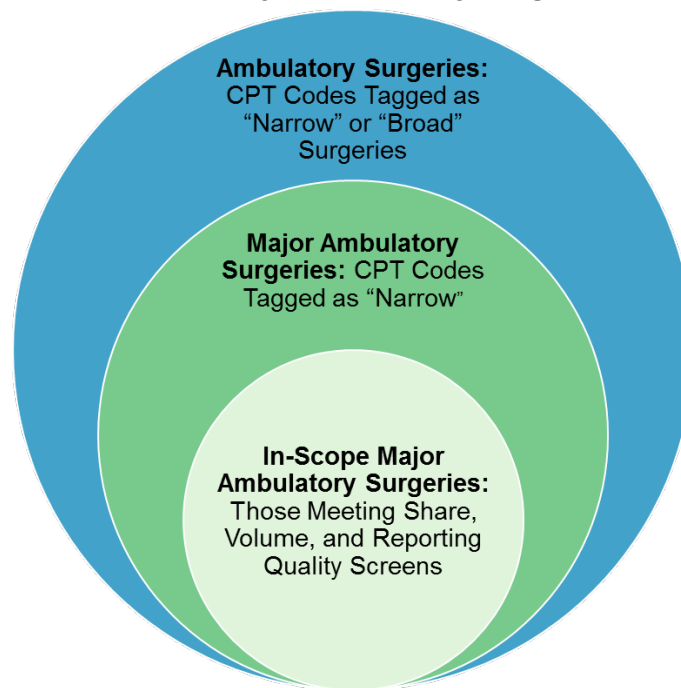 Ambulatory Surgeries:
CPT Codes Tagged as
“Narrow” or “Broad”
Surgeries
Major Ambulatory
Surgeries: CPT Codes
Tagged as “Narrow”
In-Scope Major
Ambulatory Surgeries:
Those Meeting Share,
Volume, and Reporting
Quality Screens